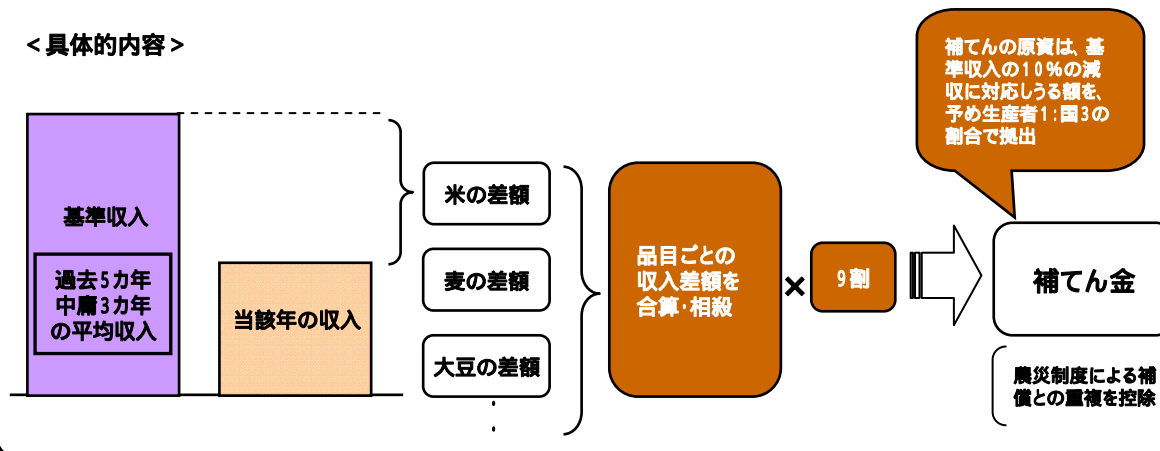 <具体的内容>
補てんの原資は、基
準収入の10%の減
収に対応しうる額を、
予め生産者1:国3の
割合で拠出
基準収入
過去5カ年
中庸3カ年
の平均収入
当該年の収入
米の差額
麦の差額
大豆の差額
・
・
品目ごとの
収入差額を
合算・相殺
×
9割
補てん金
農災制度による補
償との重複を控除